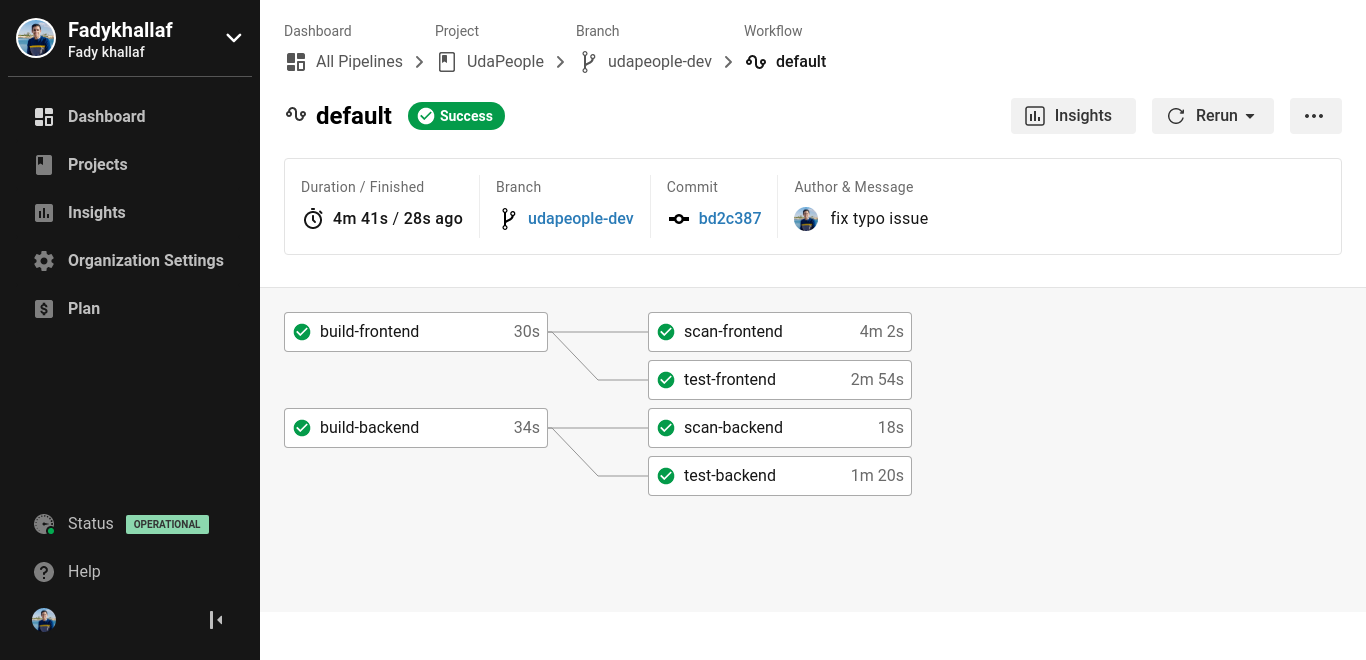 Fadykhallaf
Fady khallaf
Dashboard
Projects
Insights
Organization Settings
Plan
Status OPERATIONAL
Help
Dashboard Project Branch Workflow
All Pipelines UdaPeople udapeople-dev default
default Success Insights Rerun
Duration / Finished Branch Commit Author & Message
4m 41s / 28s ago udapeople-dev bd2c387 fix typo issue
build-frontend 30s scan-frontend 4m 2s
test-frontend 2m 54s
build-backend 34s scan-backend 18s
test-backend 1m 20s